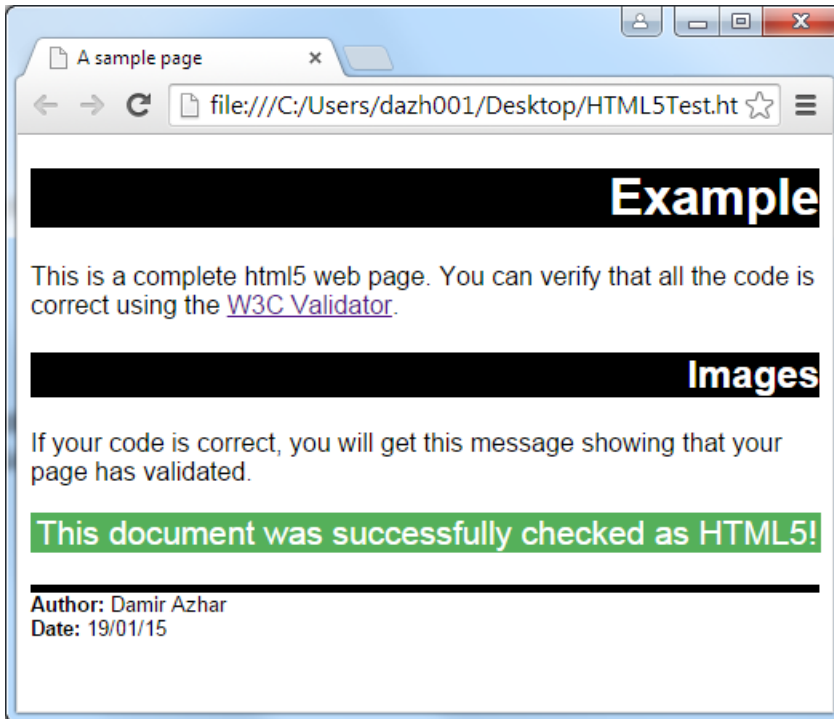 A sample page
file:///C:/Users/dazh001/Desktop/HTML5Test.ht
Example
This is a complete html5 web page. You can verify that all the code is
correct using the W3C Validator.
Images
If your code is correct, you will get this message showing that your
page has validated.
This document was successfully checked as HTML5!
Author: Damir Azhar
Date: 19/01/15